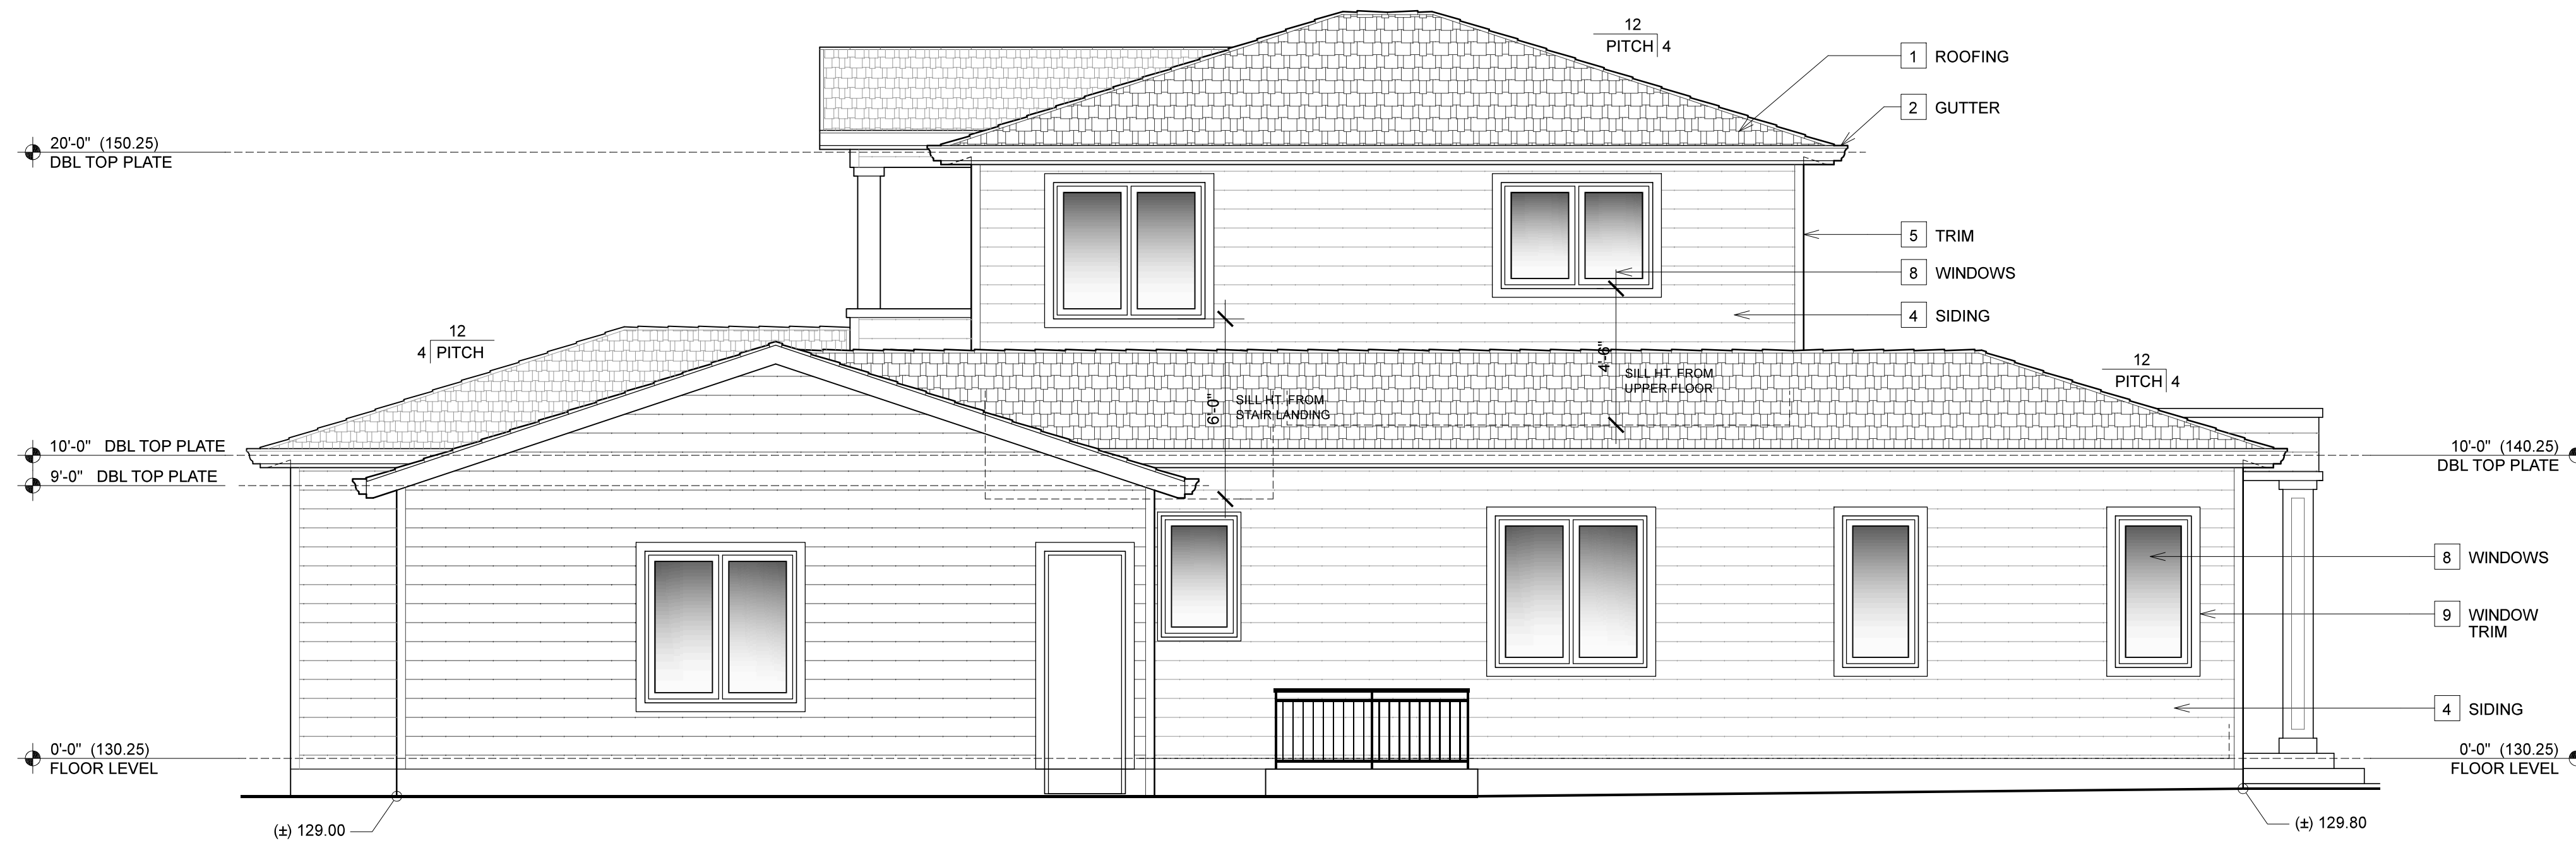 12
PITCH 4
1 ROOFING
2 GUTTER
20'-0" (150.25)
DBL TOP PLATE
5 TRIM
8 WINDOWS
4 SIDING
12
4 PITCH
4'-6"
SILL HT. FROM
UPPER FLOOR
12
PITCH 4
6'-0"
SILL HT. FROM
STAIR LANDING
10'-0" DBL TOP PLATE
9'-0" DBL TOP PLATE
10'-0" (140.25)
DBL TOP PLATE
8 WINDOWS
9 WINDOW
TRIM
4 SIDING
0'-0" (130.25)
FLOOR LEVEL
0'-0" (130.25)
FLOOR LEVEL
(±) 129.00
(±) 129.80